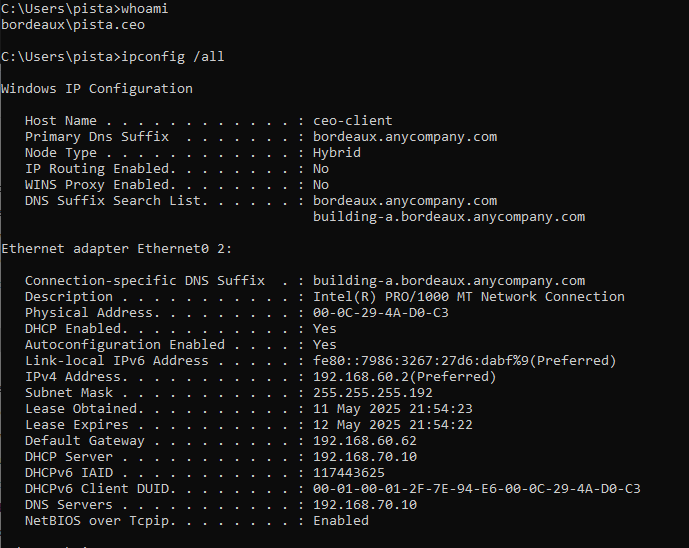 C:\Users\pista>whoami
bordeaux\pista.ceo
C:\Users\pista>ipconfig /all
Windows IP Configuration
Host Name . . . . . . . . . . . . : ceo-client
Primary Dns Suffix  . . . . . . . : bordeaux.anycompany.com
Node Type . . . . . . . . . . . . : Hybrid
IP Routing Enabled. . . . . . . . : No
WINS Proxy Enabled. . . . . . . . : No
DNS Suffix Search List. . . . . . : bordeaux.anycompany.com
building-a.bordeaux.anycompany.com
Ethernet adapter Ethernet0 2:
Connection-specific DNS Suffix  . : building-a.bordeaux.anycompany.com
Description . . . . . . . . . . . : Intel(R) PRO/1000 MT Network Connection
Physical Address. . . . . . . . . : 00-0C-29-4A-D0-C3
DHCP Enabled. . . . . . . . . . . : Yes
Autoconfiguration Enabled . . . . : Yes
Link-local IPv6 Address . . . . . : fe80::7986:3267:27d6:dabf%9(Preferred)
IPv4 Address. . . . . . . . . . . : 192.168.60.2(Preferred)
Subnet Mask . . . . . . . . . . . : 255.255.255.192
Lease Obtained. . . . . . . . . . : 11 May 2025 21:54:23
Lease Expires . . . . . . . . . . : 12 May 2025 21:54:22
Default Gateway . . . . . . . . . : 192.168.60.62
DHCP Server . . . . . . . . . . . : 192.168.70.10
DHCPv6 IAID . . . . . . . . . . . : 117443625
DHCPv6 Client DUID. . . . . . . . : 00-01-00-01-2F-7E-94-E6-00-0C-29-4A-D0-C3
DNS Servers . . . . . . . . . . . : 192.168.70.10
NetBIOS over Tcpip. . . . . . . . : Enabled